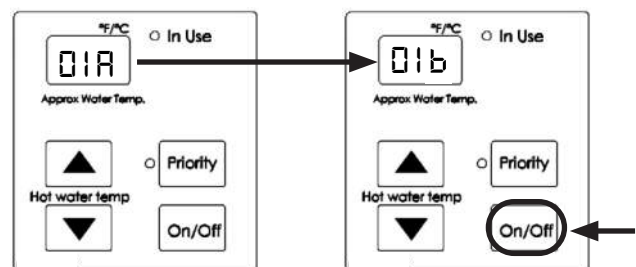 °F/°C
In Use
01A
Approx Water Temp.
Priority
Hot water temp
On/Off
°F/°C
In Use
01b
Approx Water Temp.
Priority
Hot water temp
On/Off